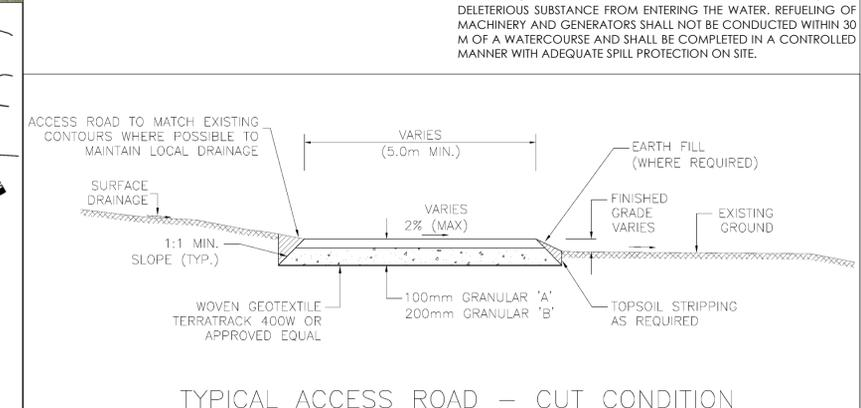 DELETERIOUS SUBSTANCE FROM ENTERING THE WATER. REFUELING OF
MACHINERY AND GENERATORS SHALL NOT BE CONDUCTED WITHIN 30
M OF A WATERCOURSE AND SHALL BE COMPLETED IN A CONTROLLED
MANNER WITH ADEQUATE SPILL PROTECTION ON SITE.
ACCESS ROAD TO MATCH EXISTING
CONTOURS WHERE POSSIBLE TO
MAINTAIN LOCAL DRAINAGE
VARIES
(5.0m MIN.)
EARTH FILL
(WHERE REQUIRED)
SURFACE
DRAINAGE
VARIES
2% (MAX)
FINISHED
GRADE
VARIES
EXISTING
GROUND
1:1 MIN.
SLOPE (TYP.)
WOVEN GEOTEXTILE
TERRATRACK 400W OR
APPROVED EQUAL
100mm GRANULAR 'A'
200mm GRANULAR 'B'
TOPSOIL STRIPPING
AS REQUIRED
TYPICAL ACCESS ROAD – CUT CONDITION